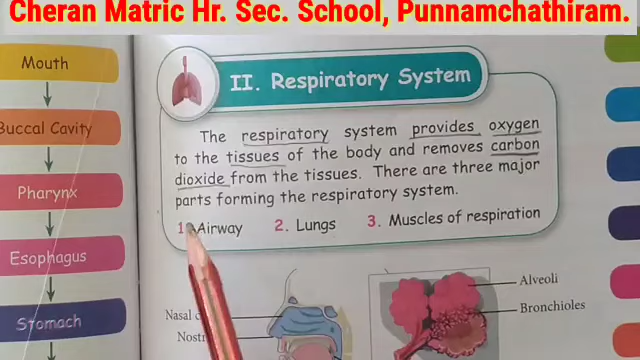 Cheran Matric Hr. Sec. School, Punnamchathiram.
Mouth
Buccal Cavity
Pharynx
Esophagus
Stomach
II. Respiratory System
The respiratory system provides oxygen
to the tissues of the body and removes carbon
dioxide from the tissues. There are three major
parts forming the respiratory system.
1. Airway 2. Lungs 3. Muscles of respiration
Nasal
Alveoli
Bronchioles